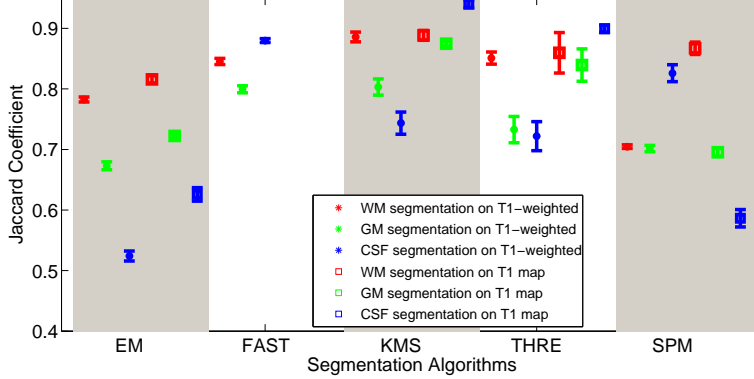 Jaccard Coefficient
0.9
0.8
0.7
0.6
0.5
0.4
WM segmentation on T1-weighted
GM segmentation on T1-weighted
CSF segmentation on T1-weighted
WM segmentation on T1 map
GM segmentation on T1 map
CSF segmentation on T1 map
EM FAST KMS THRE SPM
Segmentation Algorithms